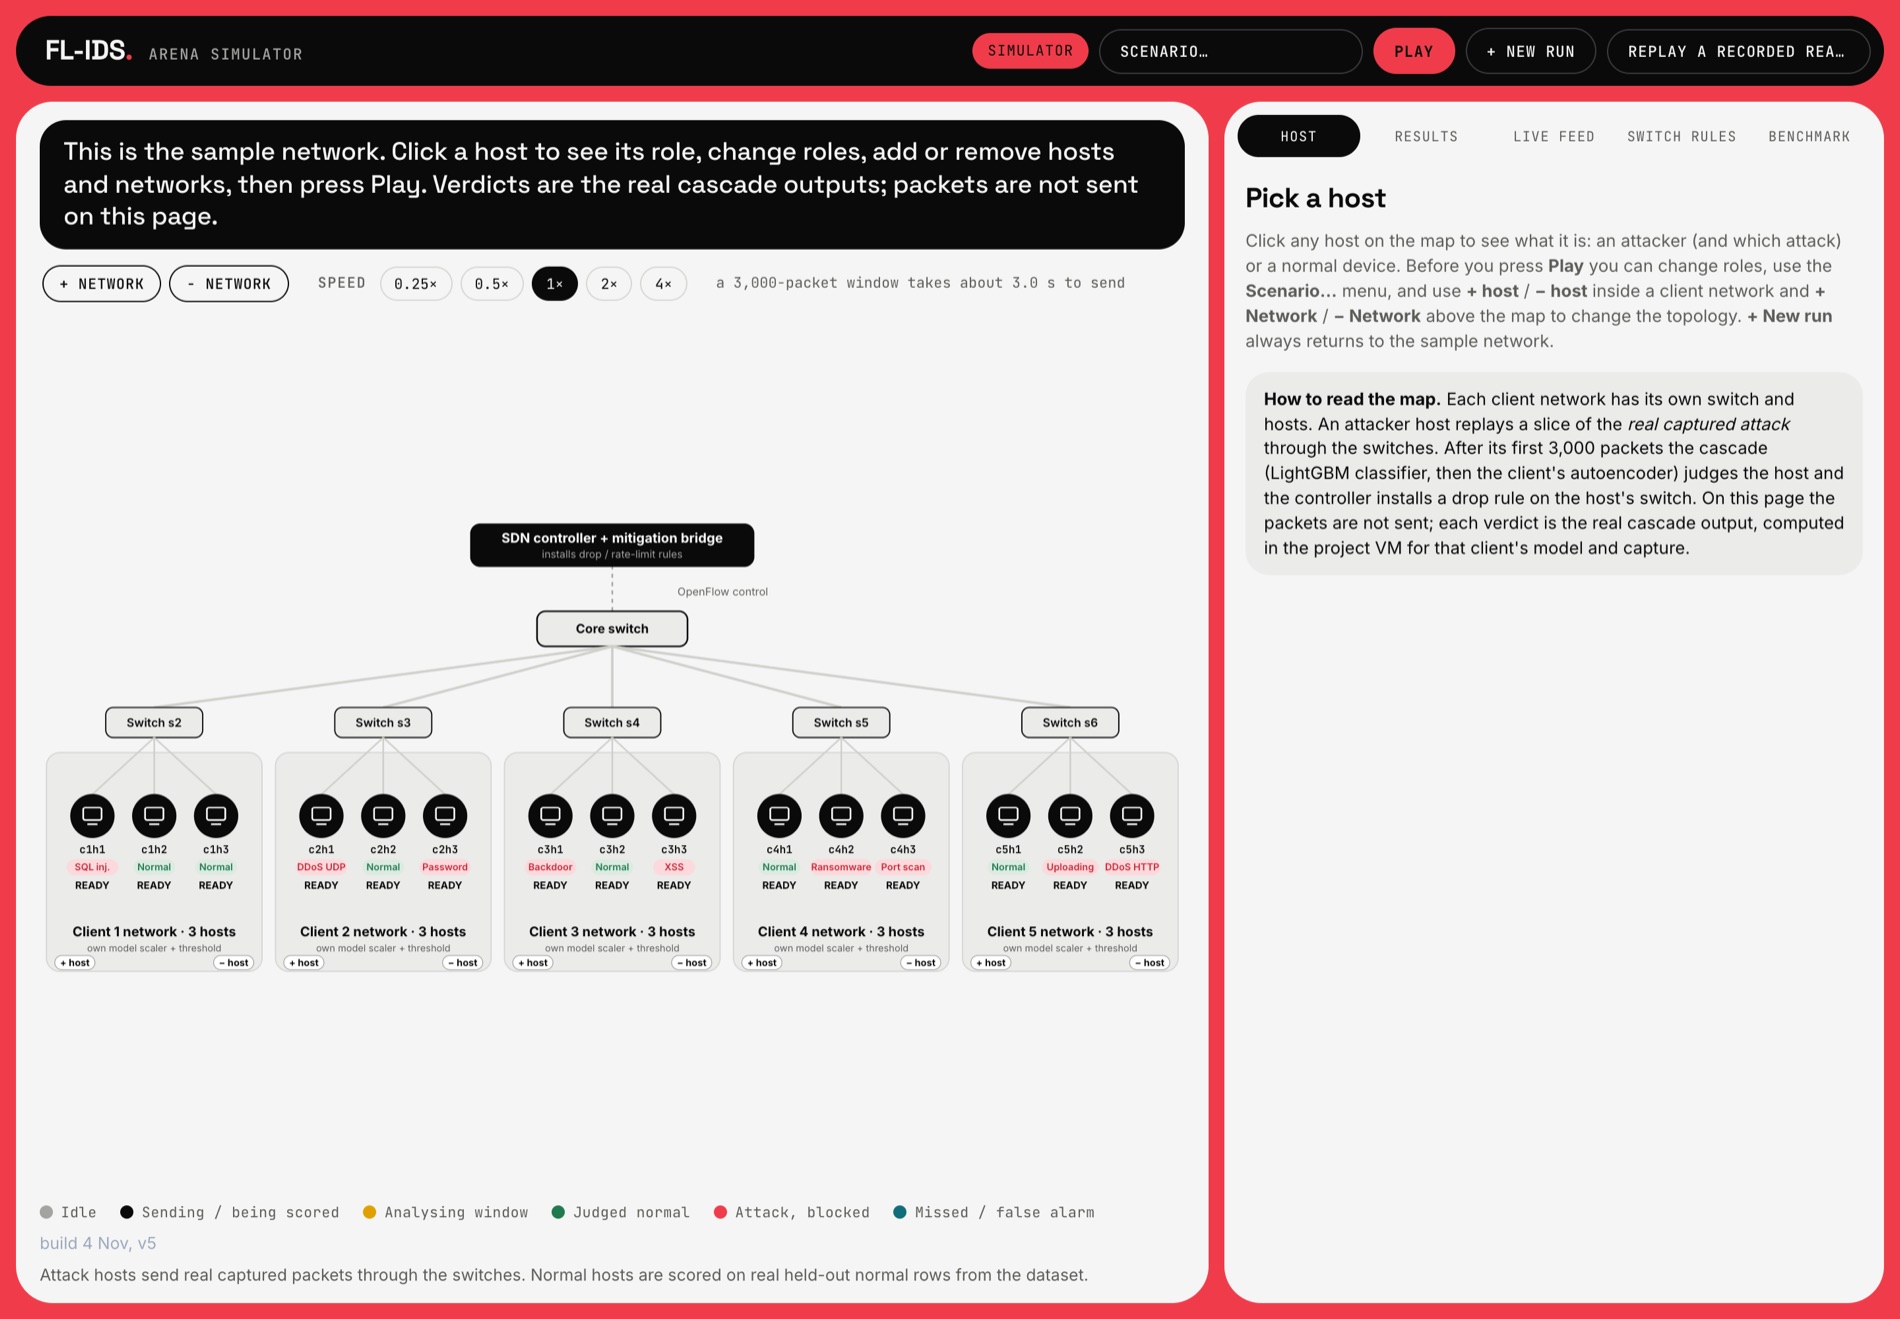 FL-IDS. ARENA SIMULATOR
SIMULATOR
SCENARIO…
PLAY
+ NEW RUN
REPLAY A RECORDED REA…
This is the sample network. Click a host to see its role, change roles, add or remove hosts
and networks, then press Play. Verdicts are the real cascade outputs; packets are not sent
on this page.
+ NETWORK
- NETWORK
SPEED 0.25× 0.5× 1× 2× 4×
a 3,000-packet window takes about 3.0 s to send
SDN controller + mitigation bridge
installs drop / rate-limit rules
OpenFlow control
Core switch
Switch s2 Switch s3 Switch s4 Switch s5 Switch s6
c1h1 c1h2 c1h3 c2h1 c2h2 c2h3 c3h1 c3h2 c3h3 c4h1 c4h2 c4h3 c5h1 c5h2 c5h3
SQL inj. Normal Normal DDoS UDP Normal Password Backdoor Normal XSS Normal Ransomware Port scan Normal Uploading DDoS HTTP
READY READY READY READY READY READY READY READY READY READY READY READY READY READY READY
Client 1 network · 3 hosts Client 2 network · 3 hosts Client 3 network · 3 hosts Client 4 network · 3 hosts Client 5 network · 3 hosts
own model scaler + threshold own model scaler + threshold own model scaler + threshold own model scaler + threshold own model scaler + threshold
+ host − host + host − host + host − host + host − host + host − host
Idle Sending / being scored Analysing window Judged normal Attack, blocked Missed / false alarm
build 4 Nov, v5
Attack hosts send real captured packets through the switches. Normal hosts are scored on real held-out normal rows from the dataset.
HOST RESULTS LIVE FEED SWITCH RULES BENCHMARK
Pick a host
Click any host on the map to see what it is: an attacker (and which attack)
or a normal device. Before you press Play you can change roles, use the
Scenario… menu, and use + host / − host inside a client network and +
Network / − Network above the map to change the topology. + New run
always returns to the sample network.
How to read the map. Each client network has its own switch and
hosts. An attacker host replays a slice of the real captured attack
through the switches. After its first 3,000 packets the cascade
(LightGBM classifier, then the client's autoencoder) judges the host and
the controller installs a drop rule on the host's switch. On this page the
packets are not sent; each verdict is the real cascade output, computed
in the project VM for that client's model and capture.